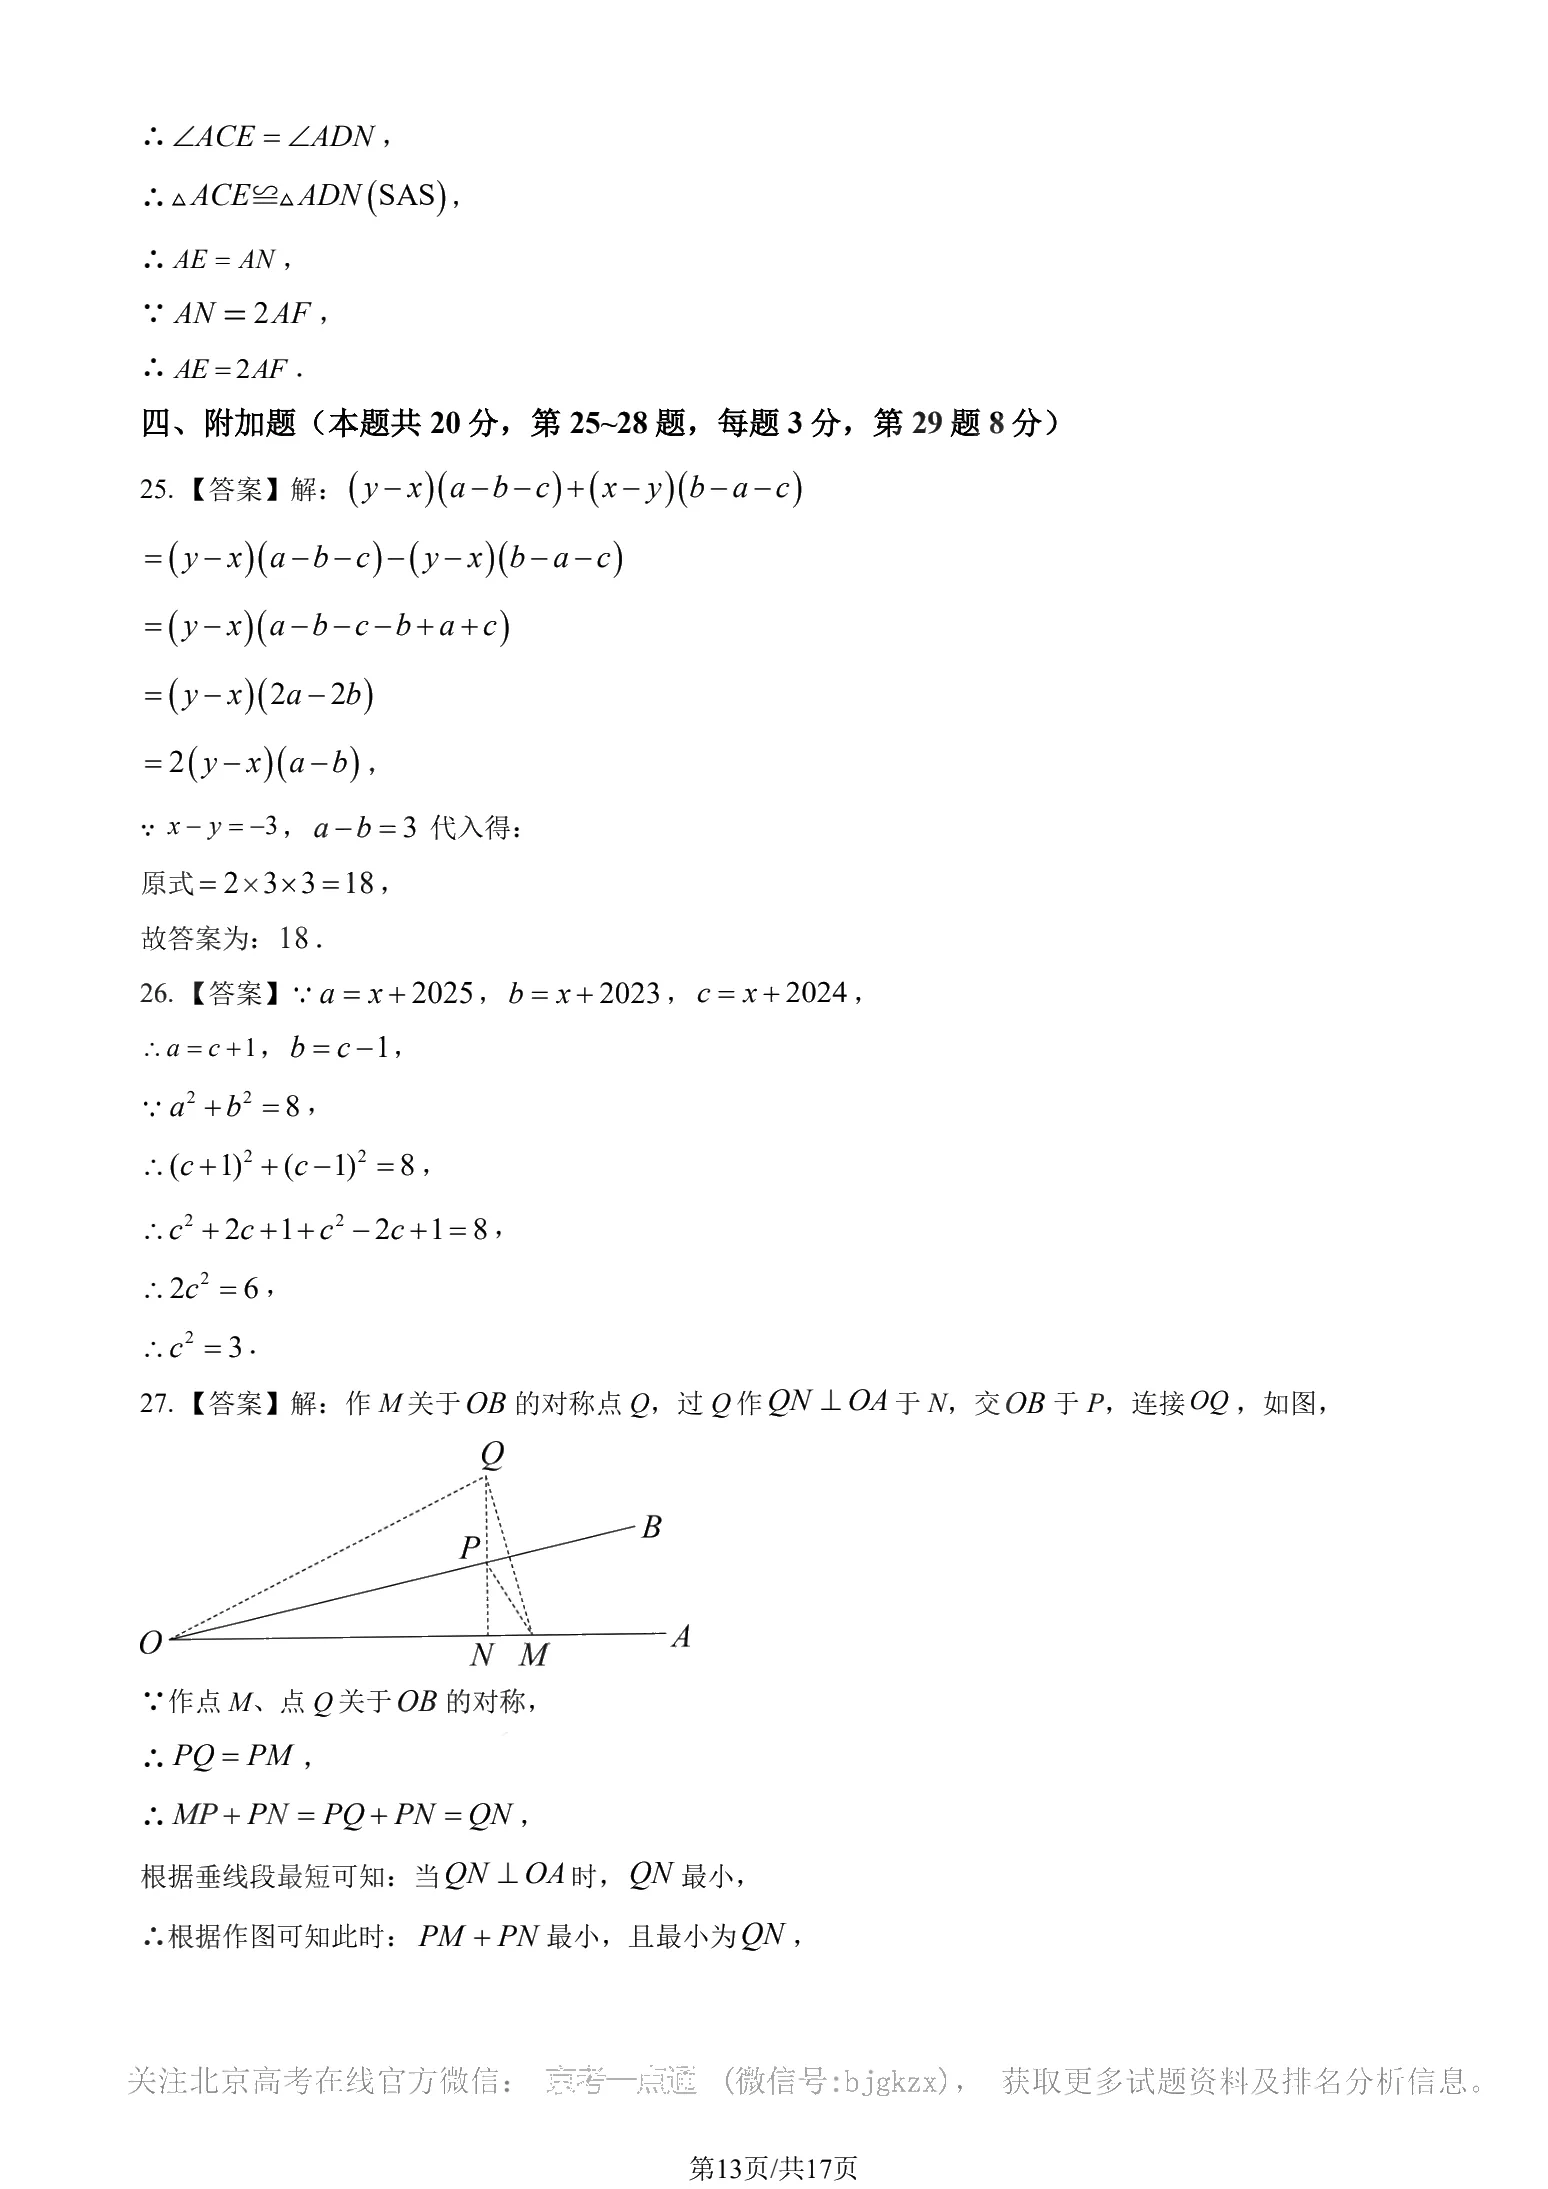 ∴∠ACE=∠ADN，
∴△ACE≌△ADN(SAS)，
∴AE=AN，
∵AN=2AF，
∴AE=2AF．
四、附加题（本题共 20 分，第 25~28 题，每题 3 分，第 29 题 8 分）
25. 【答案】解：(y−x)(a−b−c)+(x−y)(b−a−c)
=(y−x)(a−b−c)−(y−x)(b−a−c)
=(y−x)(a−b−c−b+a+c)
=(y−x)(2a−2b)
=2(y−x)(a−b)，
∵x−y=−3，a−b=3 代入得：
原式=2×3×3=18，
故答案为：18．
26. 【答案】∵a=x+2025，b=x+2023，c=x+2024，
∴a=c+1，b=c−1，
∵a²+b²=8，
∴(c+1)²+(c−1)²=8，
∴c²+2c+1+c²−2c+1=8，
∴2c²=6，
∴c²=3．
27. 【答案】解：作 M 关于 OB 的对称点 Q，过 Q 作 QN⊥OA 于 N，交 OB 于 P，连接 OQ，如图，
Q
B
P
O
N
M
A
∵作点 M、点 Q 关于 OB 的对称，
∴PQ=PM，
∴MP+PN=PQ+PN=QN，
根据垂线段最短可知：当 QN⊥OA 时，QN 最小，
∴根据作图可知此时：PM+PN 最小，且最小为 QN，
关注北京高考在线官方微信： 京考一点通 (微信号:bjgkzx)， 获取更多试题资料及排名分析信息。
第13页/共17页